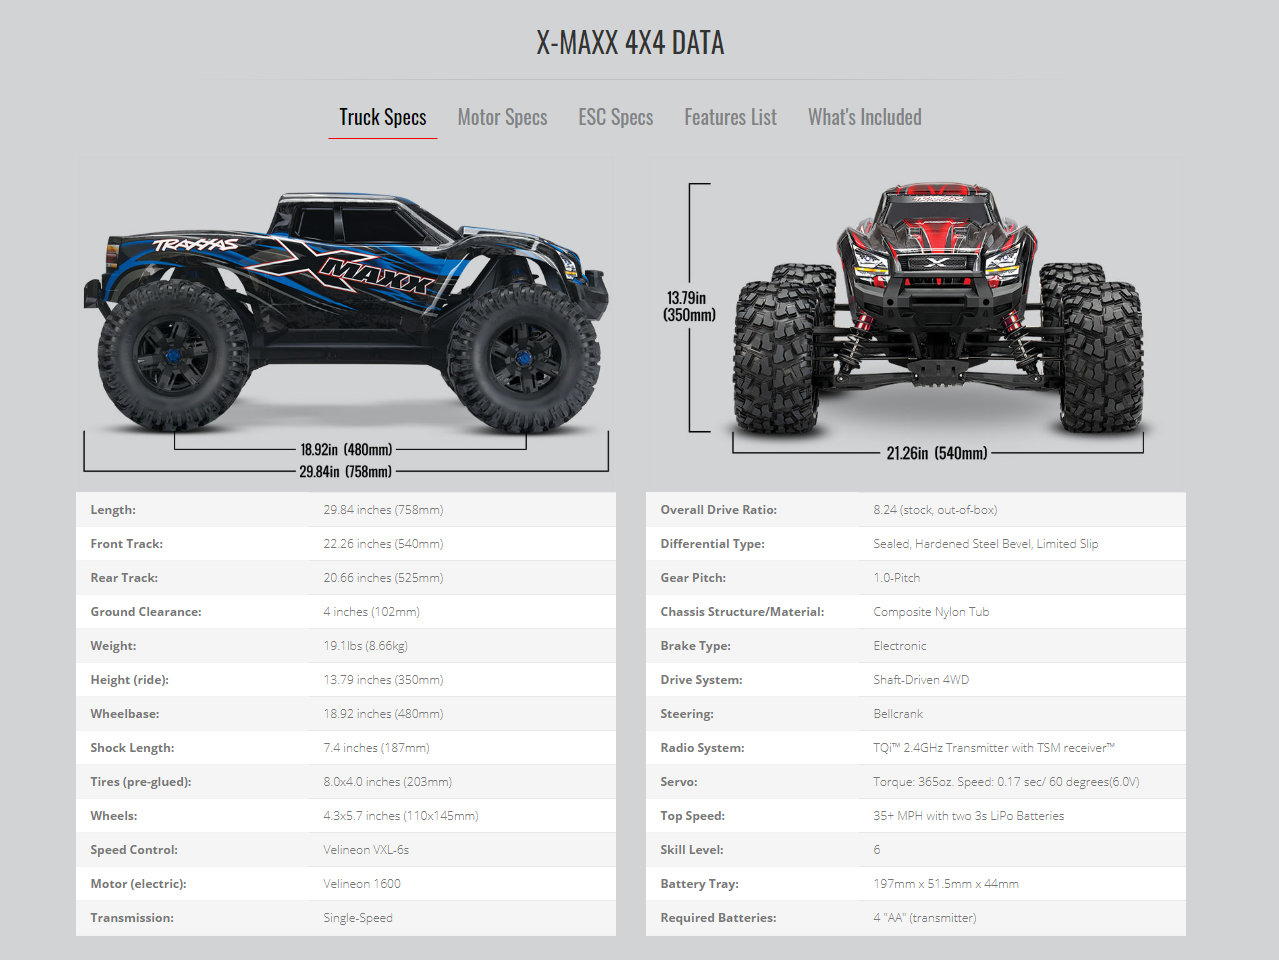 X-MAXX 4X4 DATA
Truck Specs Motor Specs ESC Specs Features List What's Included
TRAXXAS
X MAXX
18.92in (480mm)
29.84in (758mm)
TRAXXAS
X
13.79in
(350mm)
21.26in (540mm)
Length: 29.84 inches (758mm)
Front Track: 22.26 inches (540mm)
Rear Track: 20.66 inches (525mm)
Ground Clearance: 4 inches (102mm)
Weight: 19.1lbs (8.66kg)
Height (ride): 13.79 inches (350mm)
Wheelbase: 18.92 inches (480mm)
Shock Length: 7.4 inches (187mm)
Tires (pre-glued): 8.0x4.0 inches (203mm)
Wheels: 4.3x5.7 inches (110x145mm)
Speed Control: Velineon VXL-6s
Motor (electric): Velineon 1600
Transmission: Single-Speed
Overall Drive Ratio: 8.24 (stock, out-of-box)
Differential Type: Sealed, Hardened Steel Bevel, Limited Slip
Gear Pitch: 1.0-Pitch
Chassis Structure/Material: Composite Nylon Tub
Brake Type: Electronic
Drive System: Shaft-Driven 4WD
Steering: Bellcrank
Radio System: TQi™ 2.4GHz Transmitter with TSM receiver™
Servo: Torque: 365oz. Speed: 0.17 sec/ 60 degrees(6.0V)
Top Speed: 35+ MPH with two 3s LiPo Batteries
Skill Level: 6
Battery Tray: 197mm x 51.5mm x 44mm
Required Batteries: 4 "AA" (transmitter)